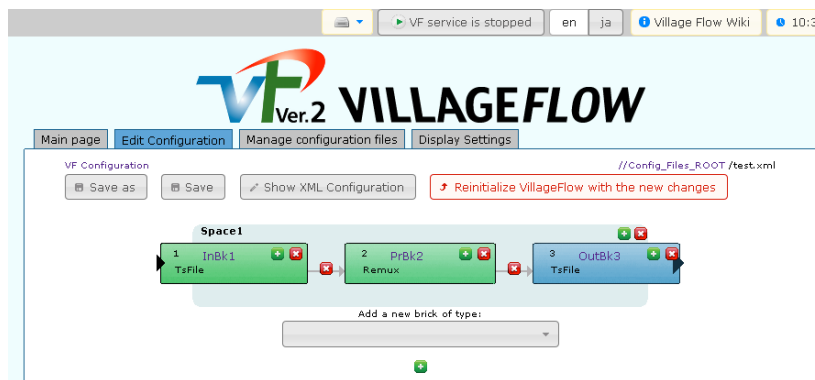 VF service is stopped en ja Village Flow Wiki 10:3
VF Ver.2 VILLAGEFLOW
Main page Edit Configuration Manage configuration files Display Settings
VF Configuration //Config_Files_ROOT /test.xml
Save as Save Show XML Configuration Reinitialize VillageFlow with the new changes
Space1
1 InBk1 2 PrBk2 3 OutBk3
TsFile Remux TsFile
Add a new brick of type: